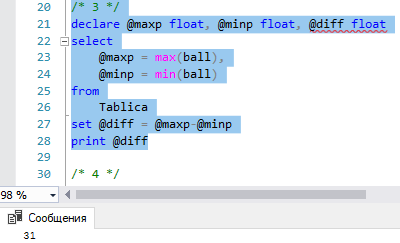 20 /* 3 */
21 declare @maxp float, @minp float, @diff float
22 select
23 @maxp = max(ball),
24 @minp = min(ball)
25 from
26 Tablica
27 set @diff = @maxp-@minp
28 print @diff
29
30 /* 4 */
98 %
Сообщения
31